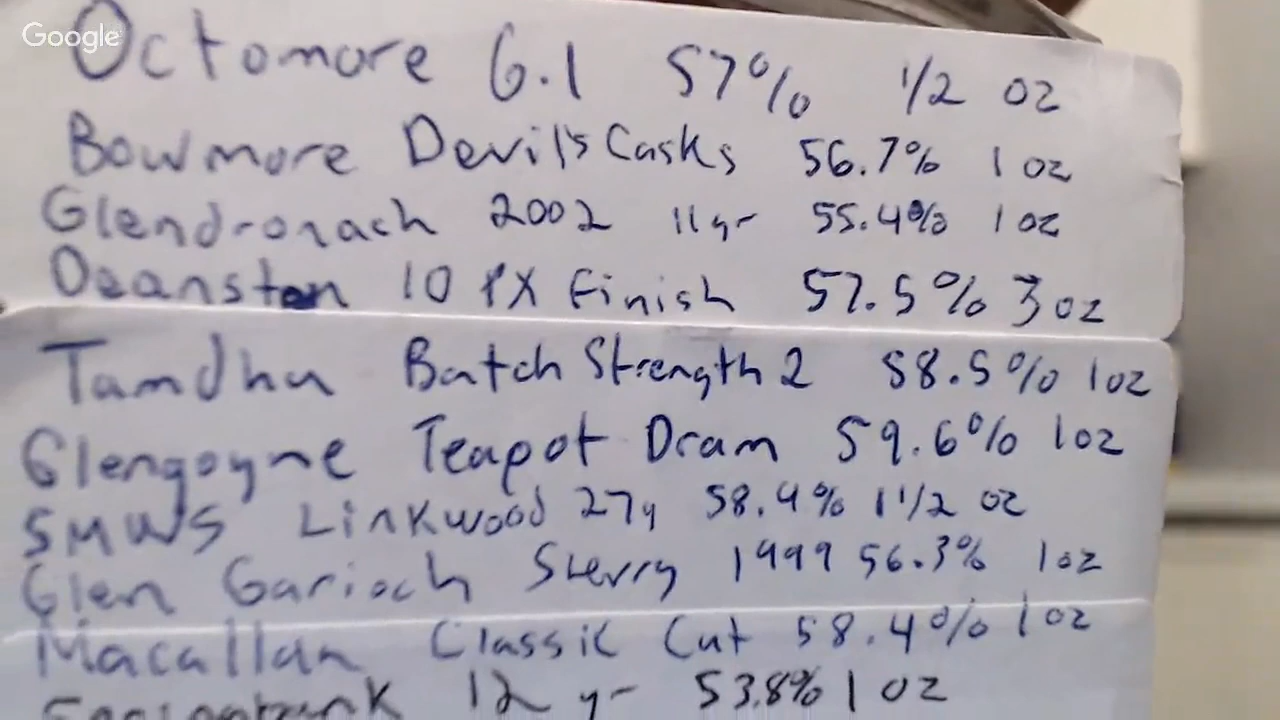 Google
Octomore 6.1 57% 1/2 oz
Bowmore Devil's Casks 56.7% 1 oz
Glendronach 2002 11yr 55.4% 1 oz
Deanston 10 PX Finish 57.5% 3 oz
Tamdhu Batch Strength 2 58.5% 1oz
Glengoyne Teapot Dram 59.6% 1oz
SMWS Linkwood 27y 58.4% 1 1/2 oz
Glen Garioch Sherry 1999 56.3% 1oz
Macallan Classic Cut 58.4% 1oz
Springbank 12 yr 53.8% 1 oz